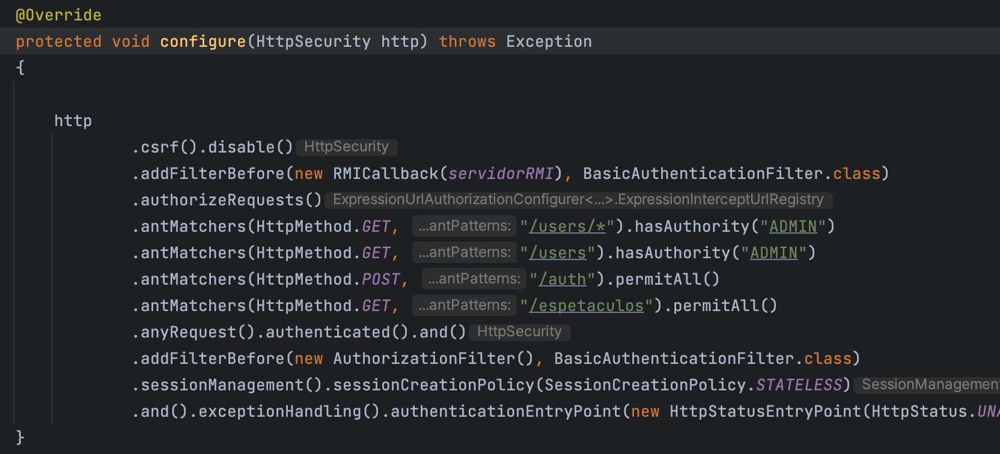 @Override
protected void configure(HttpSecurity http) throws Exception
{
http
.csrf().disable() HttpSecurity
.addFilterBefore(new RMICallback(servidorRMI), BasicAuthenticationFilter.class)
.authorizeRequests() ExpressionUrlAuthorizationConfigurer<...>.ExpressionInterceptUrlRegistry
.antMatchers(HttpMethod.GET, ...antPatterns: "/users/*").hasAuthority("ADMIN")
.antMatchers(HttpMethod.GET, ...antPatterns: "/users").hasAuthority("ADMIN")
.antMatchers(HttpMethod.POST, ...antPatterns: "/auth").permitAll()
.antMatchers(HttpMethod.GET, ...antPatterns: "/espetaculos").permitAll()
.anyRequest().authenticated().and() HttpSecurity
.addFilterBefore(new AuthorizationFilter(), BasicAuthenticationFilter.class)
.sessionManagement().sessionCreationPolicy(SessionCreationPolicy.STATELESS) SessionManagement
.and().exceptionHandling().authenticationEntryPoint(new HttpStatusEntryPoint(HttpStatus.UNA
}